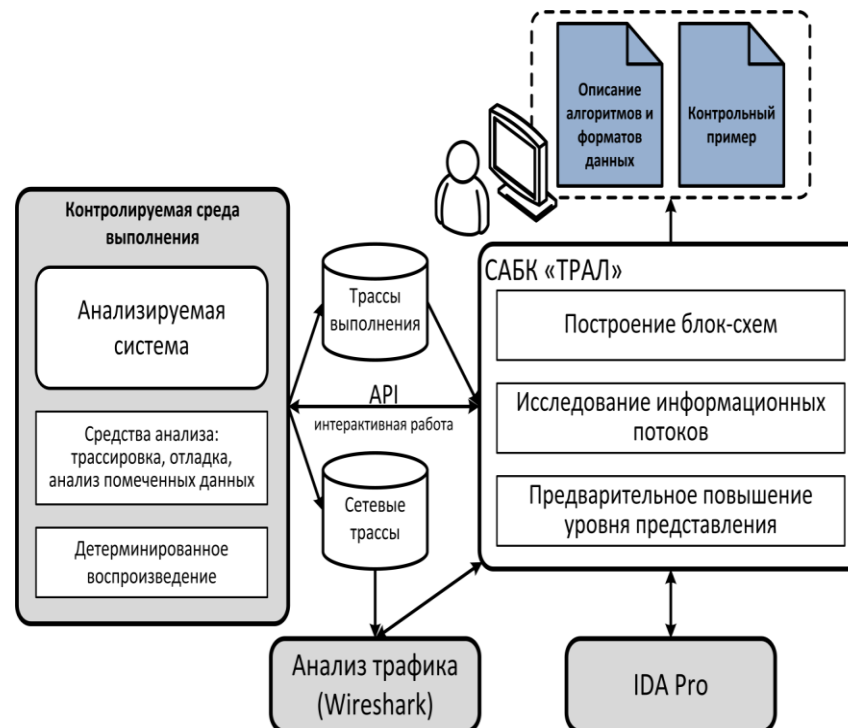 Описание
алгоритмов и
форматов
данных
Контрольный
пример
Контролируемая среда
выполнения
Анализируемая
система
Средства анализа:
трассировка, отладка,
анализ помеченных данных
Детерминированное
воспроизведение
Трассы
выполнения
API
интерактивная работа
Сетевые
трассы
САБК «ТРАЛ»
Построение блок-схем
Исследование информационных
потоков
Предварительное повышение
уровня представления
Анализ трафика
(Wireshark)
IDA Pro